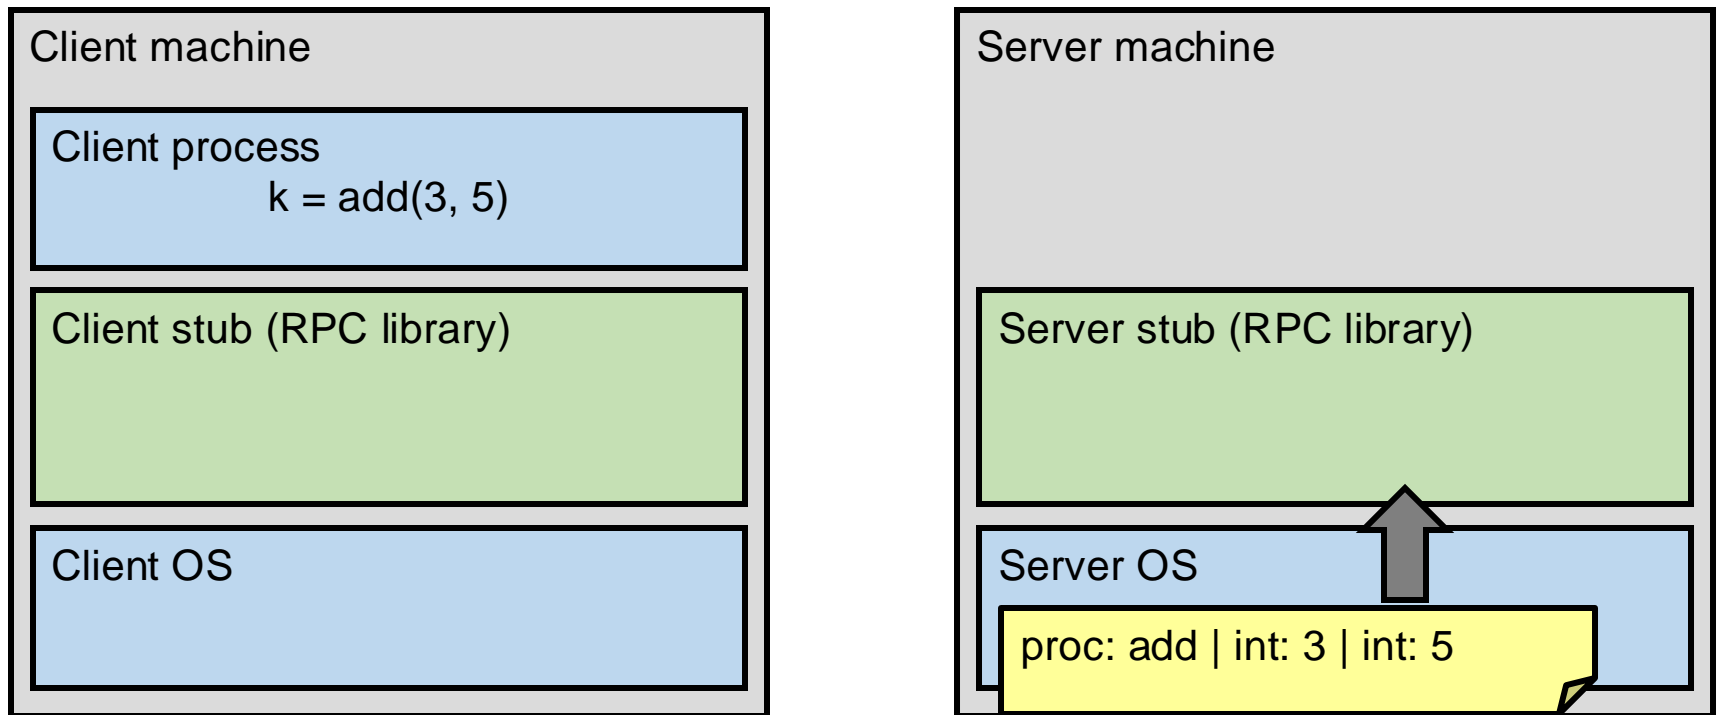 Client machine
Client process
k = add(3, 5)
Client stub (RPC library)
Client OS
Server machine
Server stub (RPC library)
Server OS
proc: add | int: 3 | int: 5